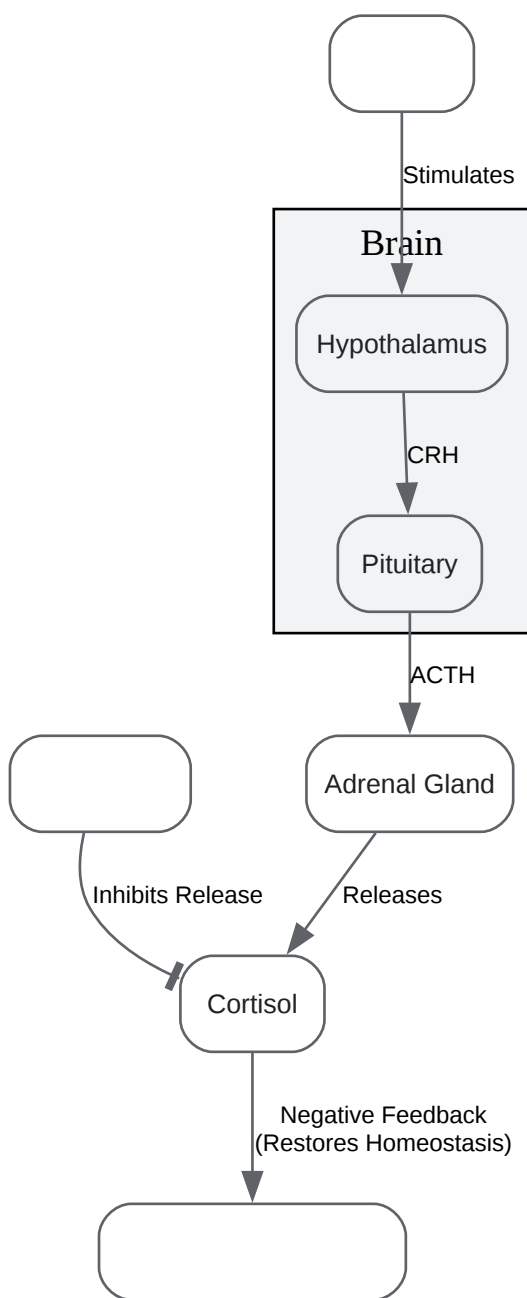 Stimulates
Brain
Hypothalamus
CRH
Pituitary
ACTH
Adrenal Gland
Inhibits Release
Releases
Cortisol
Negative Feedback
(Restores Homeostasis)